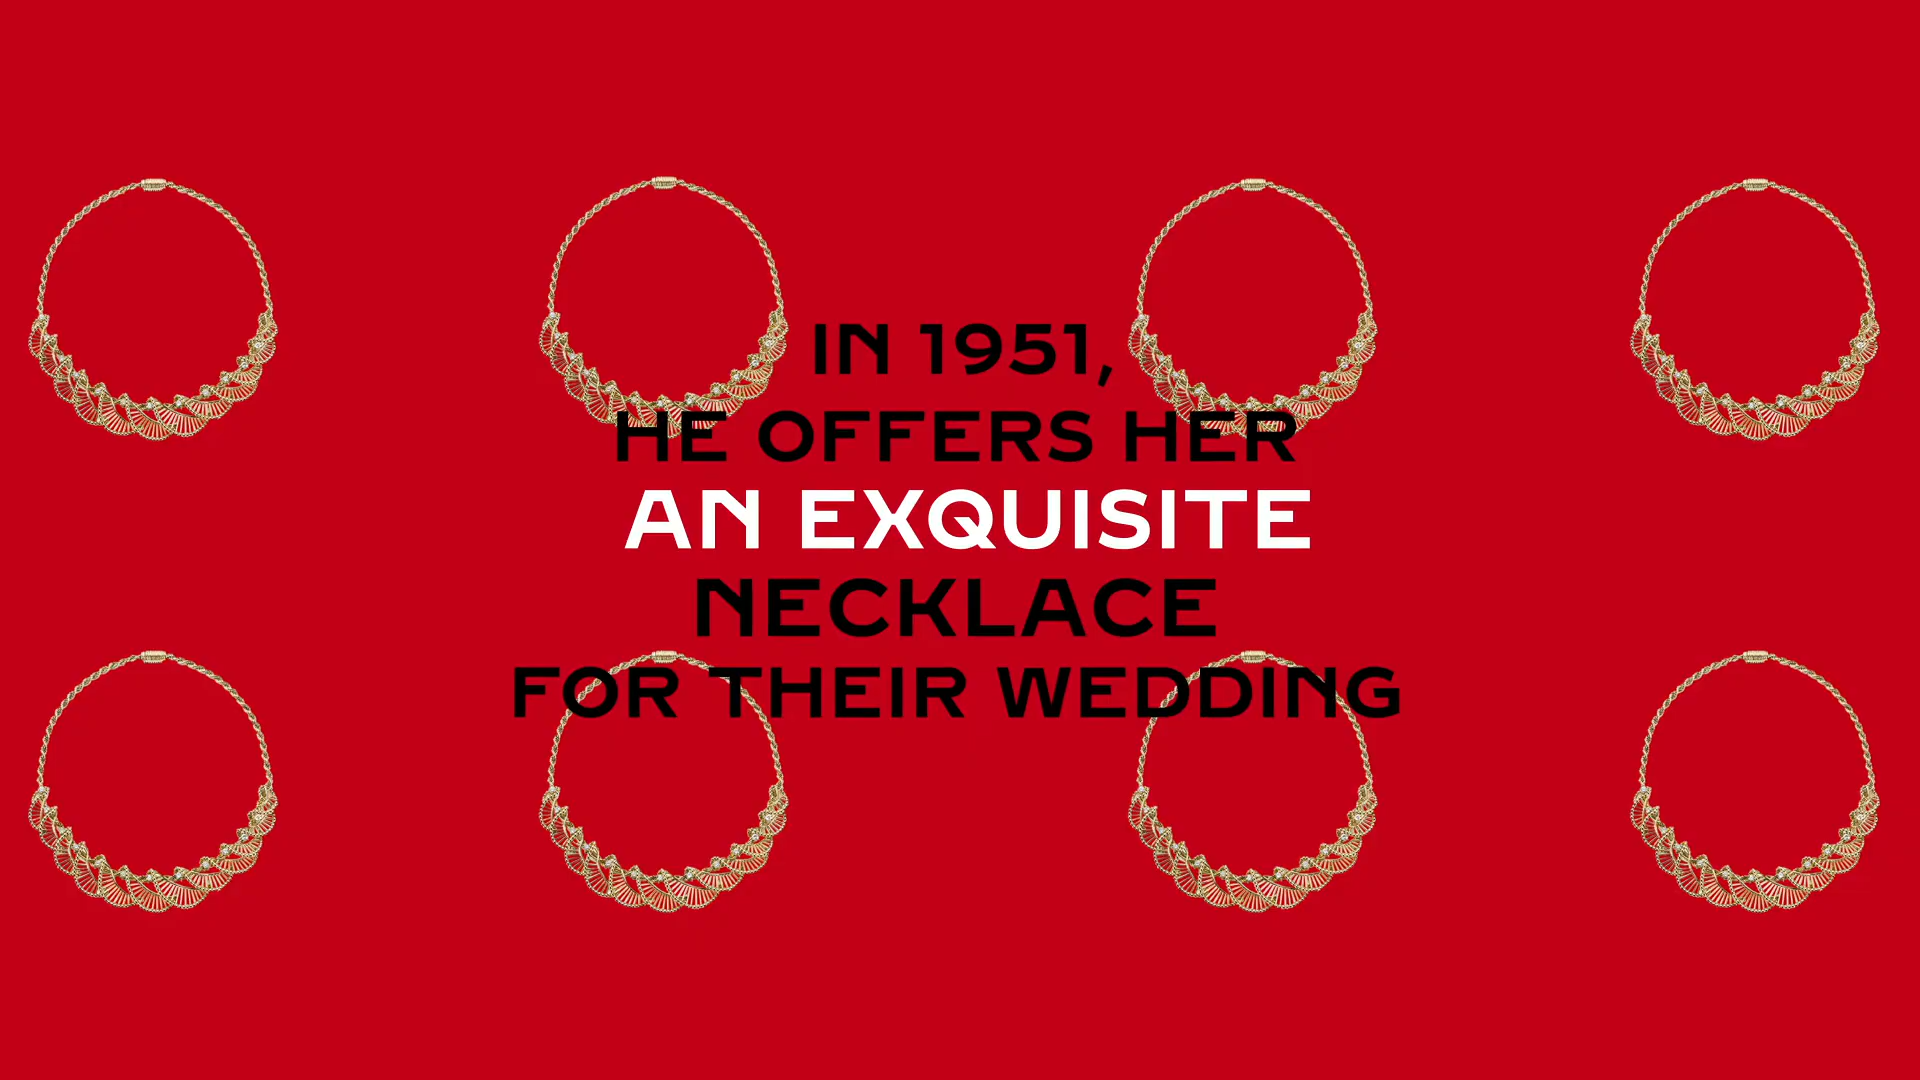 IN 1951,
HE OFFERS HER
AN EXQUISITE
NECKLACE
FOR THEIR WEDDING